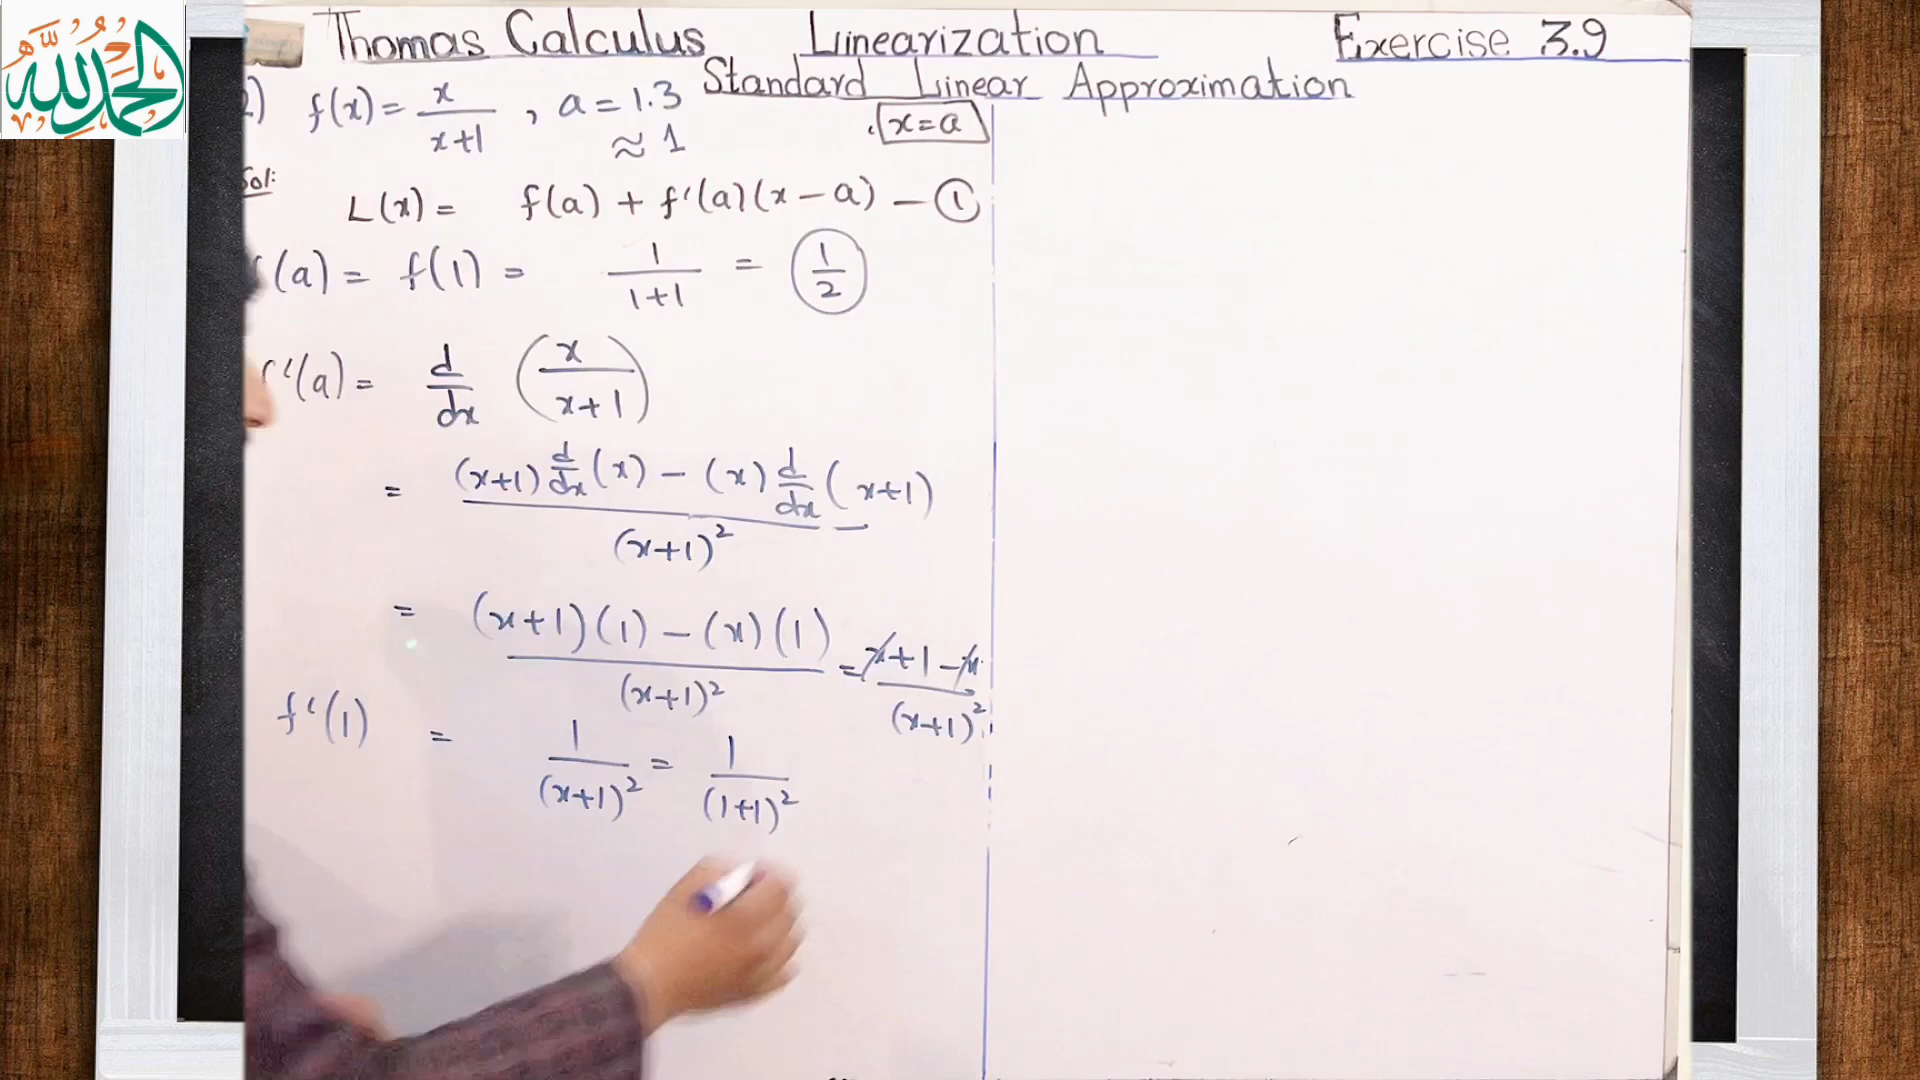 الحمد لله
Thomas Calculus Linearization Exercise 3.9
Standard Linear Approximation
2) f(x) = x/(x+1) , a = 1.3
≈ 1
x = a
Sol:
L(x) = f(a) + f'(a)(x - a) — ①
f(a) = f(1) = 1/(1+1) = 1/2
f'(a) = d/dx (x/(x+1))
= ((x+1) d/dx (x) - (x) d/dx (x+1))/(x+1)²
= ((x+1)(1) - (x)(1))/(x+1)² = (x+1-x)/(x+1)²
f'(1) = 1/(x+1)² = 1/(1+1)²